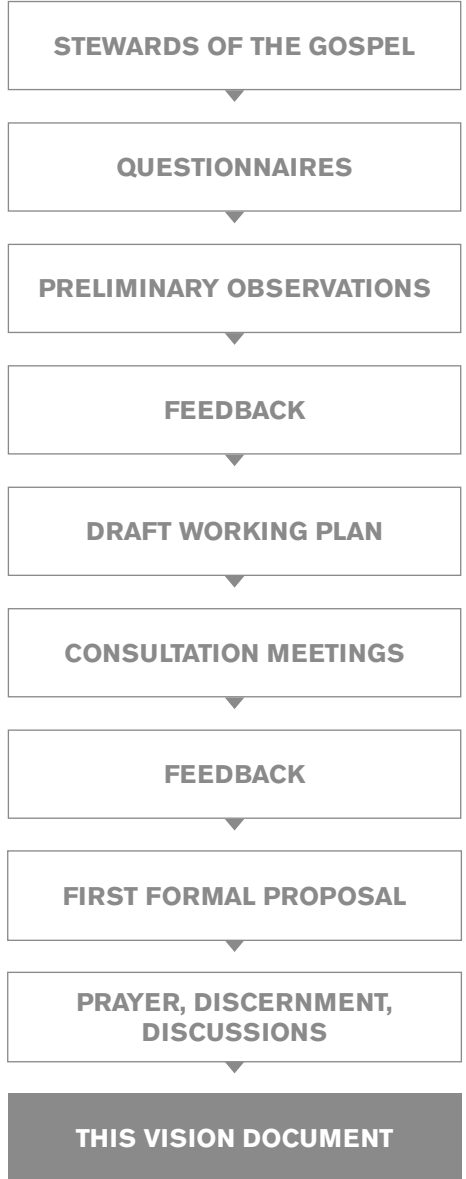 STEWARDS OF THE GOSPEL
QUESTIONNAIRES
PRELIMINARY OBSERVATIONS
FEEDBACK
DRAFT WORKING PLAN
CONSULTATION MEETINGS
FEEDBACK
FIRST FORMAL PROPOSAL
PRAYER, DISCERNMENT,
DISCUSSIONS
THIS VISION DOCUMENT